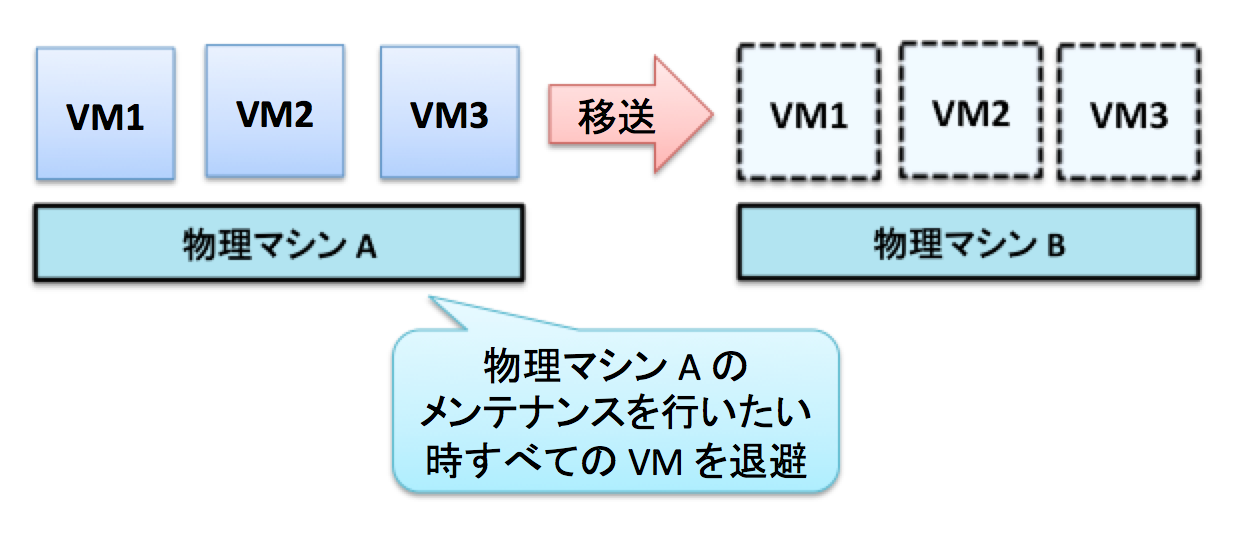 VM1
VM2
VM3
移送
VM1
VM2
VM3
物理マシン A
物理マシン B
物理マシン A の
メンテナンスを行いたい
時すべての VM を退避